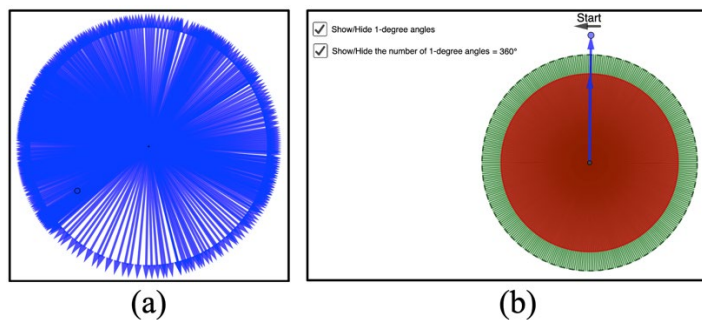 Start
Show/Hide 1-degree angles
Show/Hide the number of 1-degree angles = 360°
(a)
(b)